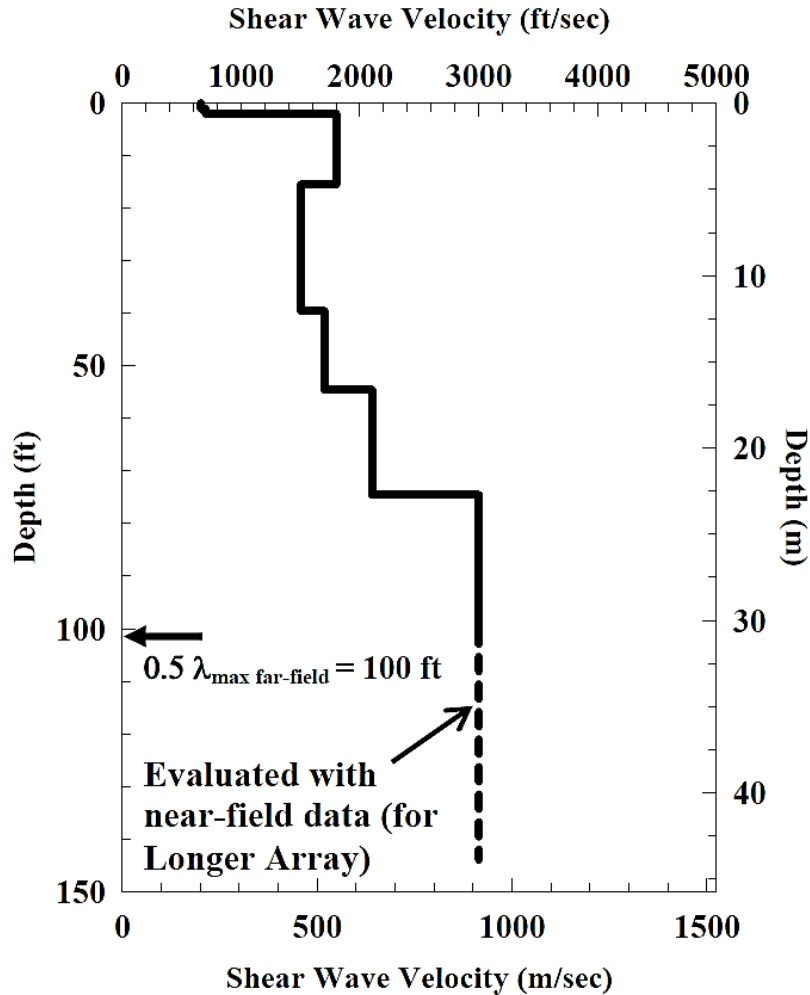 Shear Wave Velocity (ft/sec)
0 1000 2000 3000 4000 5000
0 0
10
50
Depth (ft)
20
Depth (m)
100 30
0.5 λmax far-field = 100 ft
Evaluated with
near-field data (for
Longer Array)
40
150
0 500 1000 1500
Shear Wave Velocity (m/sec)